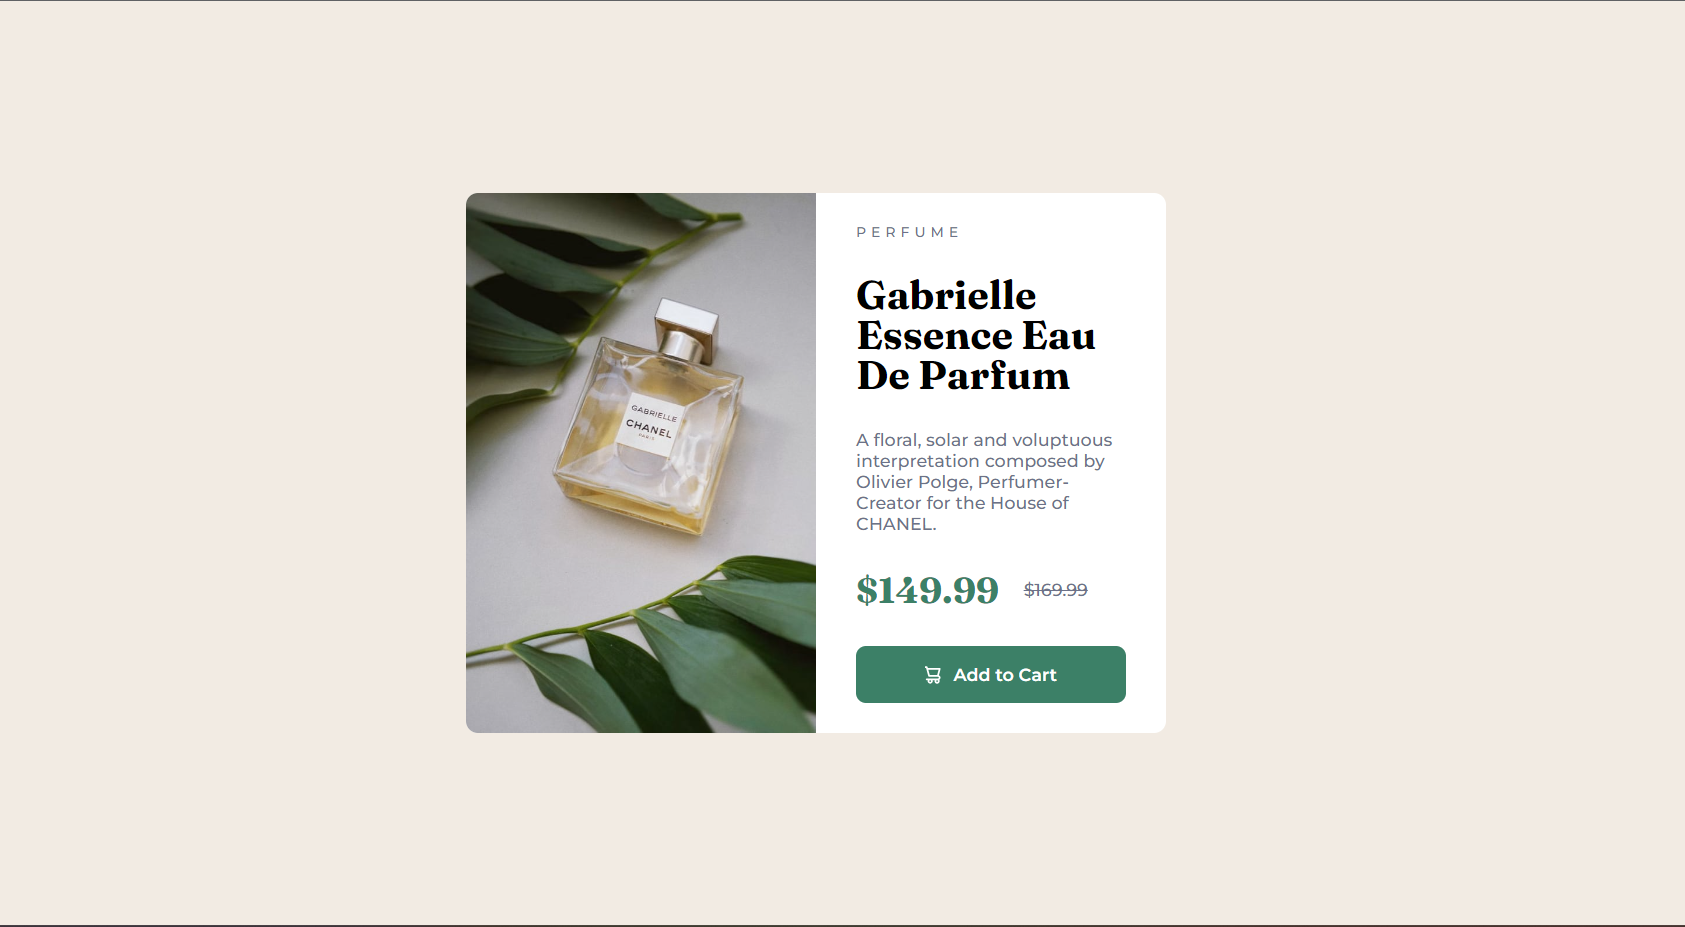 GABRIELLE
CHANEL
PARIS
PERFUME
Gabrielle
Essence Eau
De Parfum
A floral, solar and voluptuous
interpretation composed by
Olivier Polge, Perfumer-
Creator for the House of
CHANEL.
$149.99 $169.99
Add to Cart